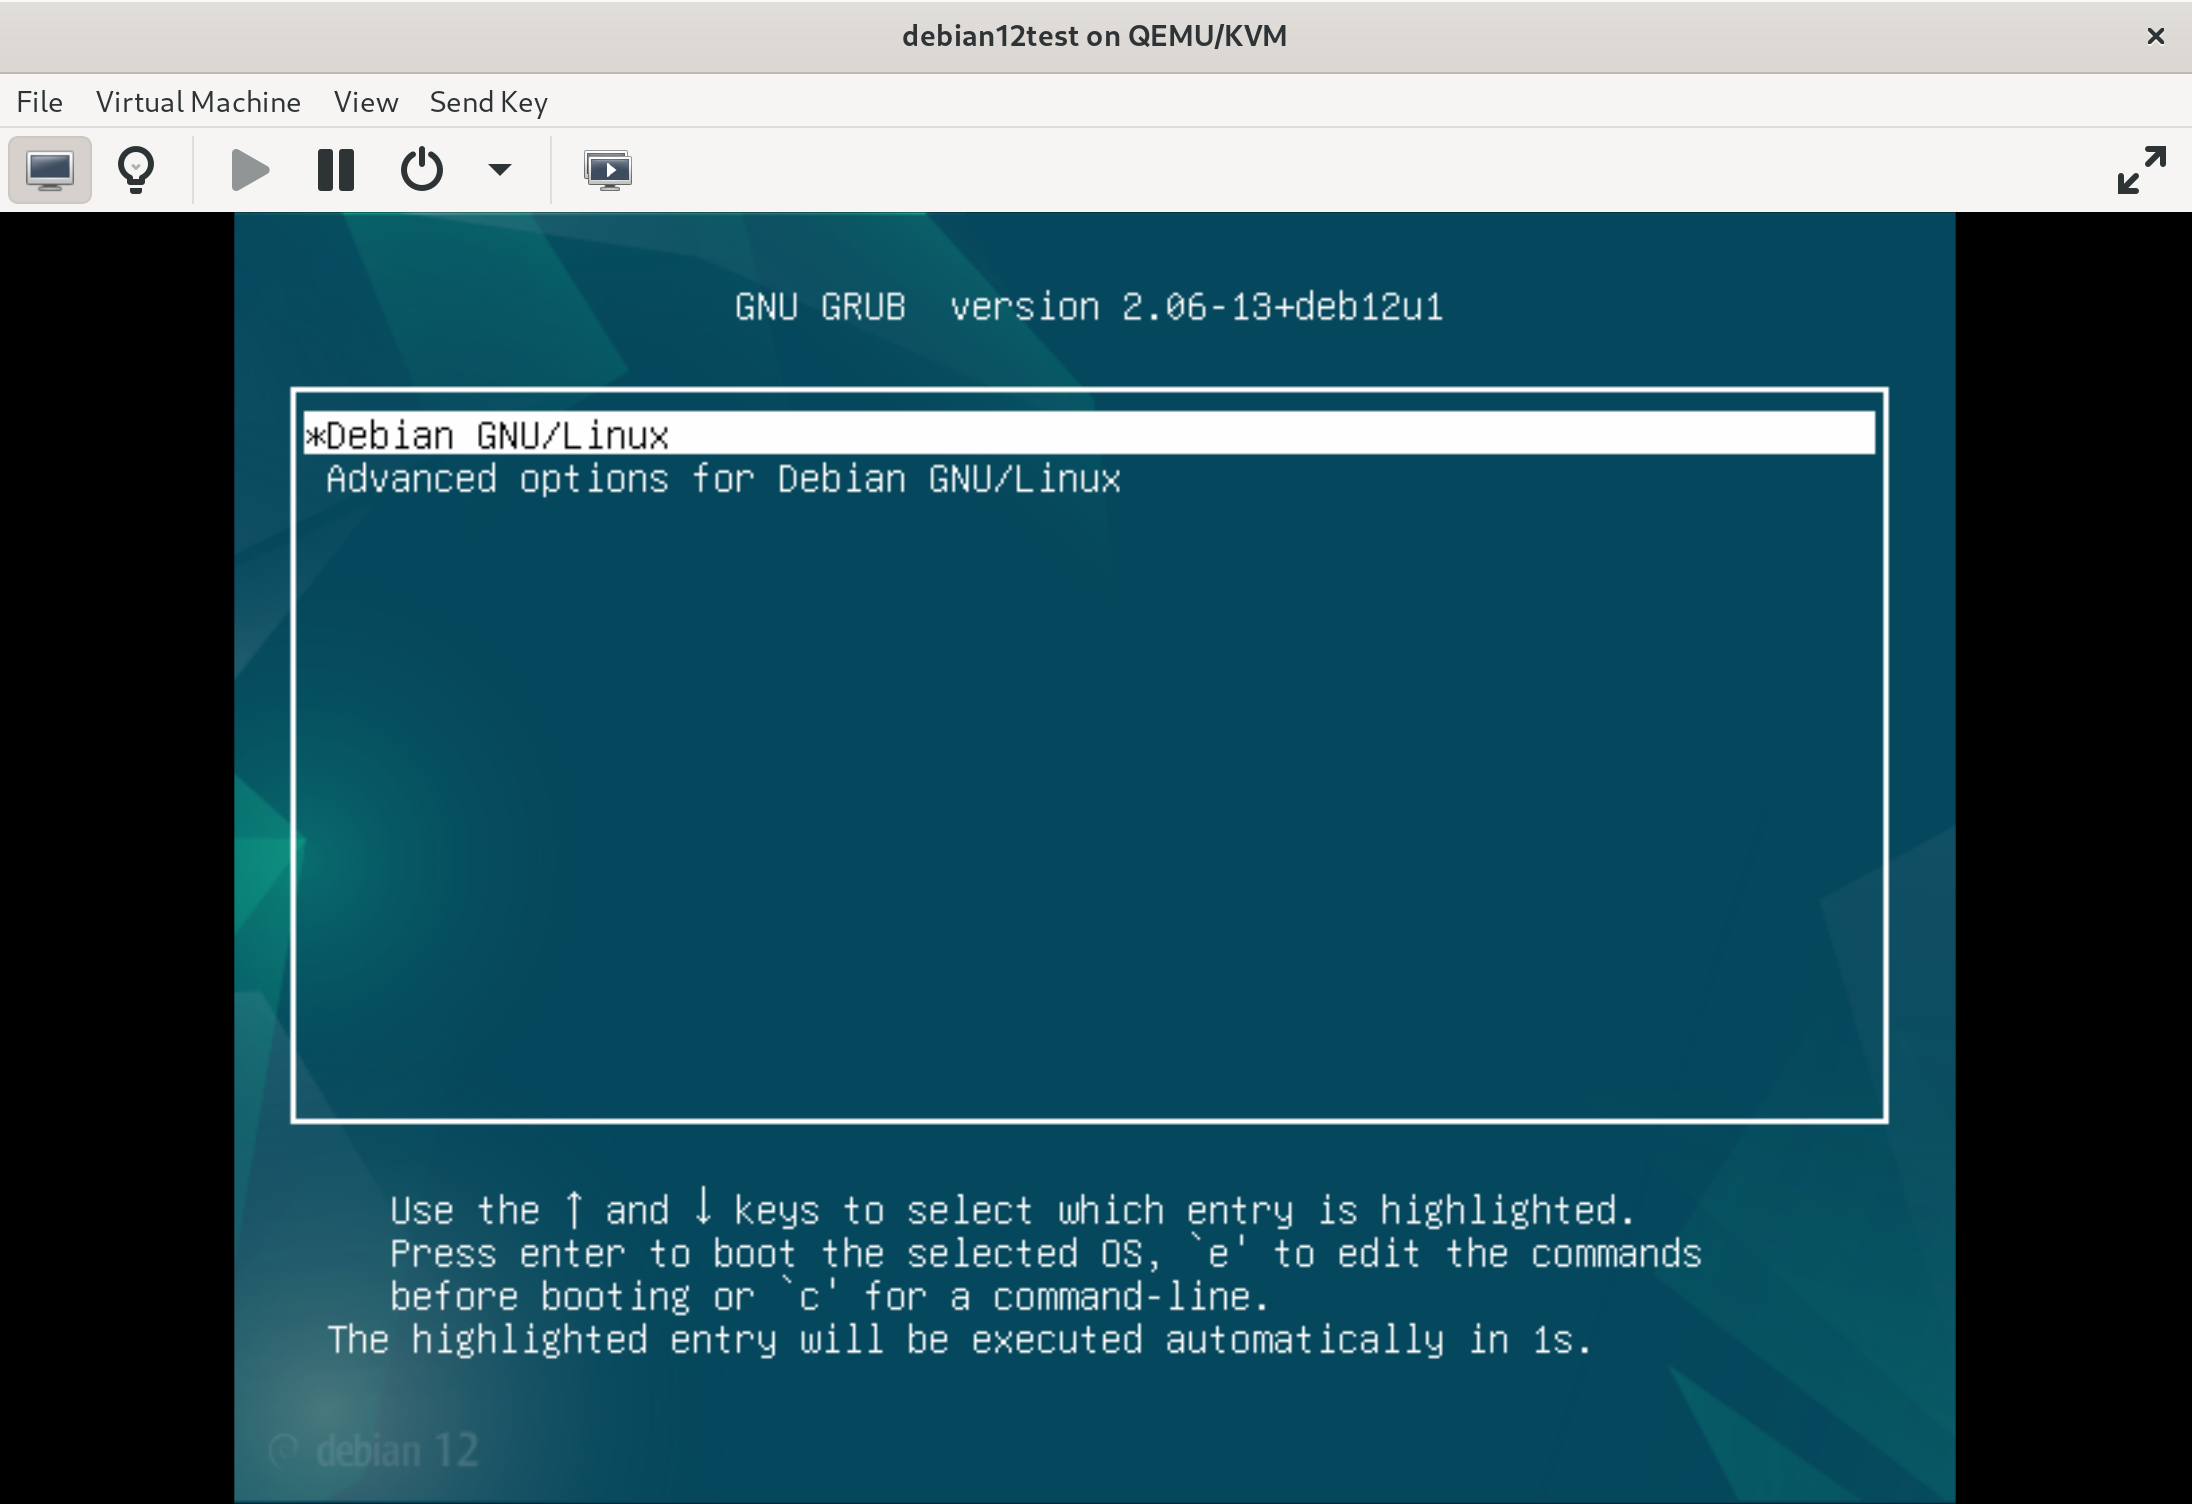 debian12test on QEMU/KVM
File Virtual Machine View Send Key
GNU GRUB  version 2.06-13+deb12u1
*Debian GNU/Linux
Advanced options for Debian GNU/Linux
Use the ↑ and ↓ keys to select which entry is highlighted.
Press enter to boot the selected OS, `e' to edit the commands
before booting or `c' for a command-line.
The highlighted entry will be executed automatically in 1s.
debian 12